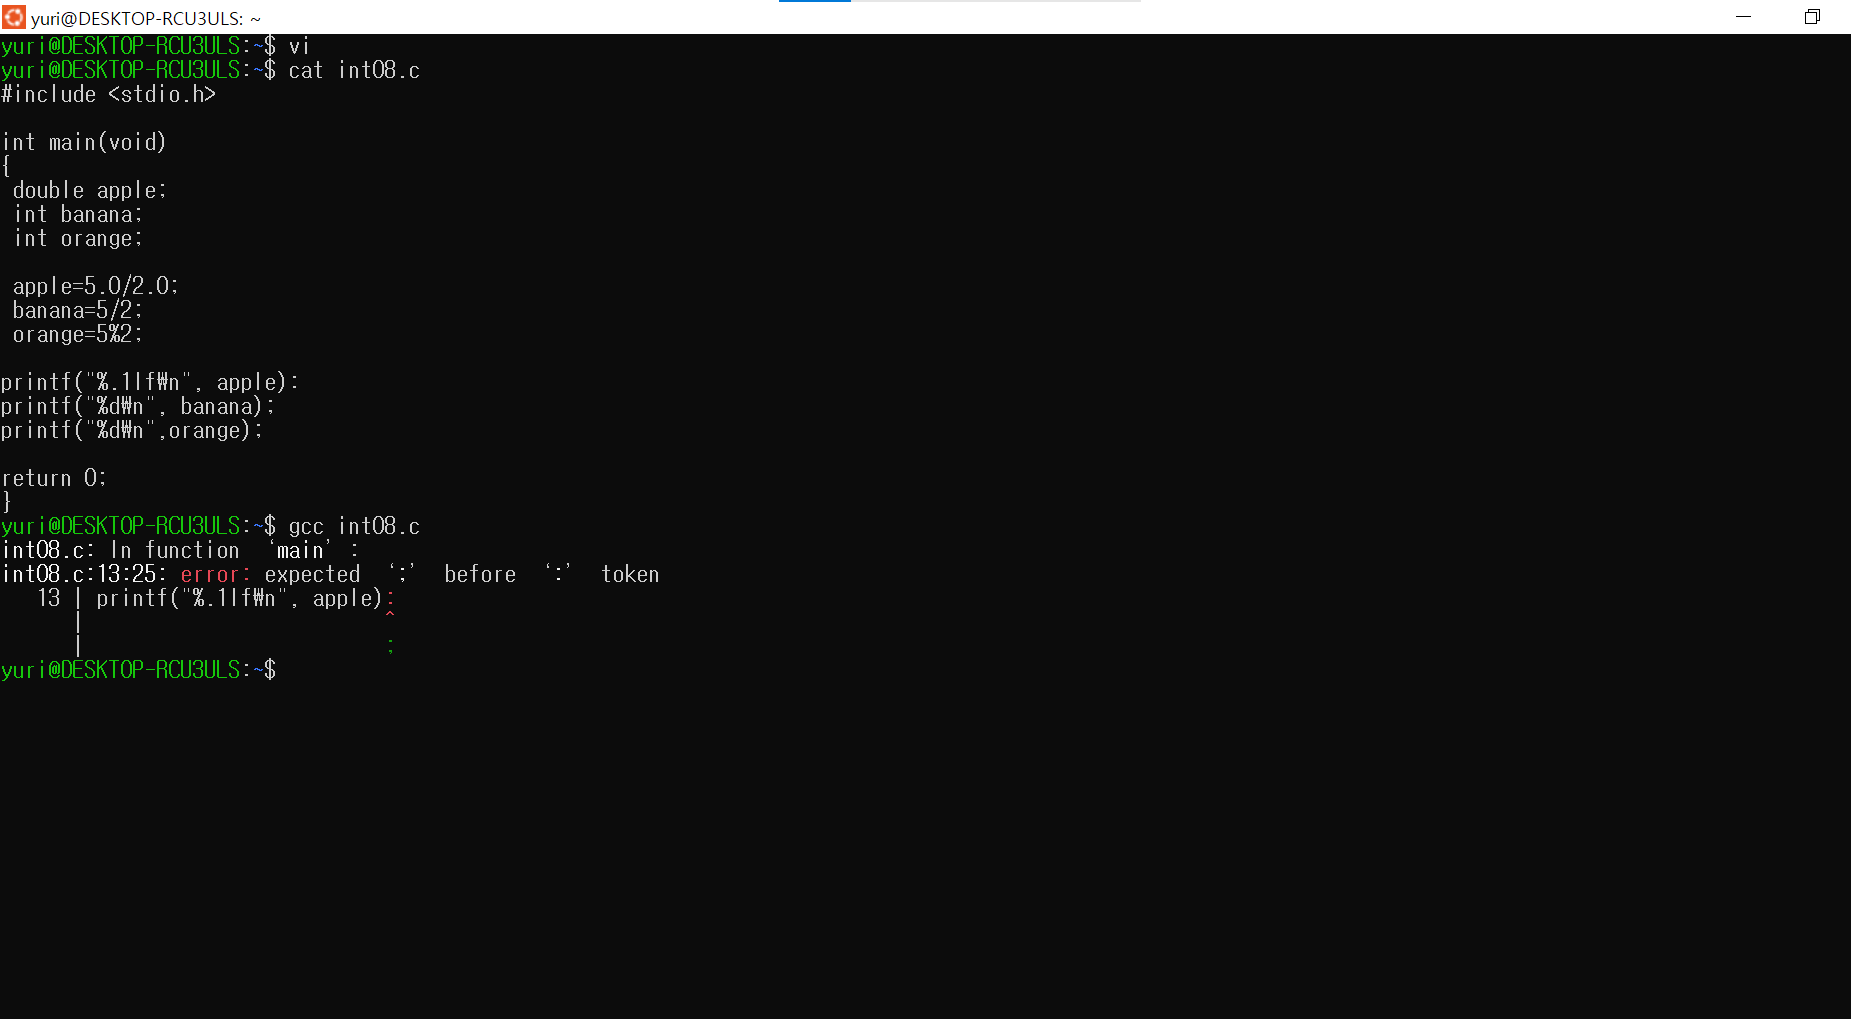 yuri@DESKTOP-RCU3ULS: ~
yuri@DESKTOP-RCU3ULS:~$ vi
yuri@DESKTOP-RCU3ULS:~$ cat int08.c
#include <stdio.h>
int main(void)
{
 double apple;
 int banana;
 int orange;
 apple=5.0/2.0;
 banana=5/2;
 orange=5%2;
printf("%.1lf₩n", apple):
printf("%d₩n", banana);
printf("%d₩n",orange);
return 0;
}
yuri@DESKTOP-RCU3ULS:~$ gcc int08.c
int08.c: In function ‘main’:
int08.c:13:25: error: expected ‘;’ before ‘:’ token
   13 | printf("%.1lf₩n", apple):
      |                         ^
      |                         ;
yuri@DESKTOP-RCU3ULS:~$